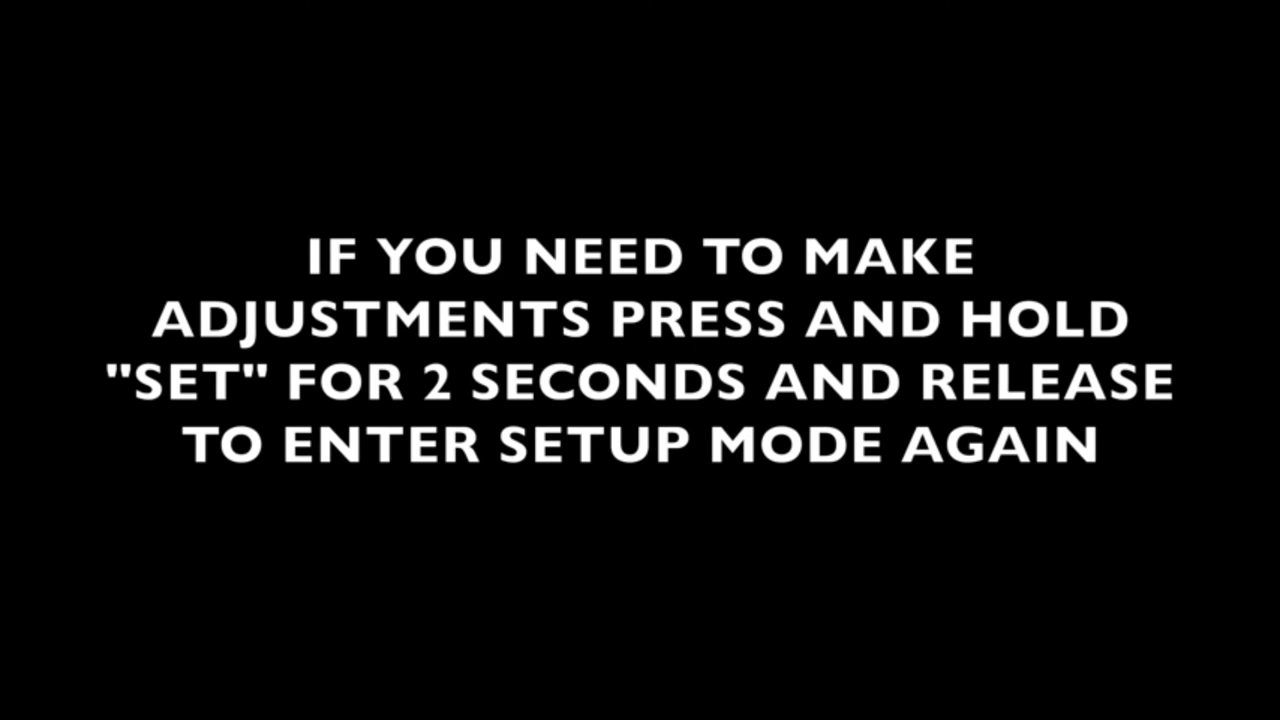 IF YOU NEED TO MAKE
ADJUSTMENTS PRESS AND HOLD
"SET" FOR 2 SECONDS AND RELEASE
TO ENTER SETUP MODE AGAIN